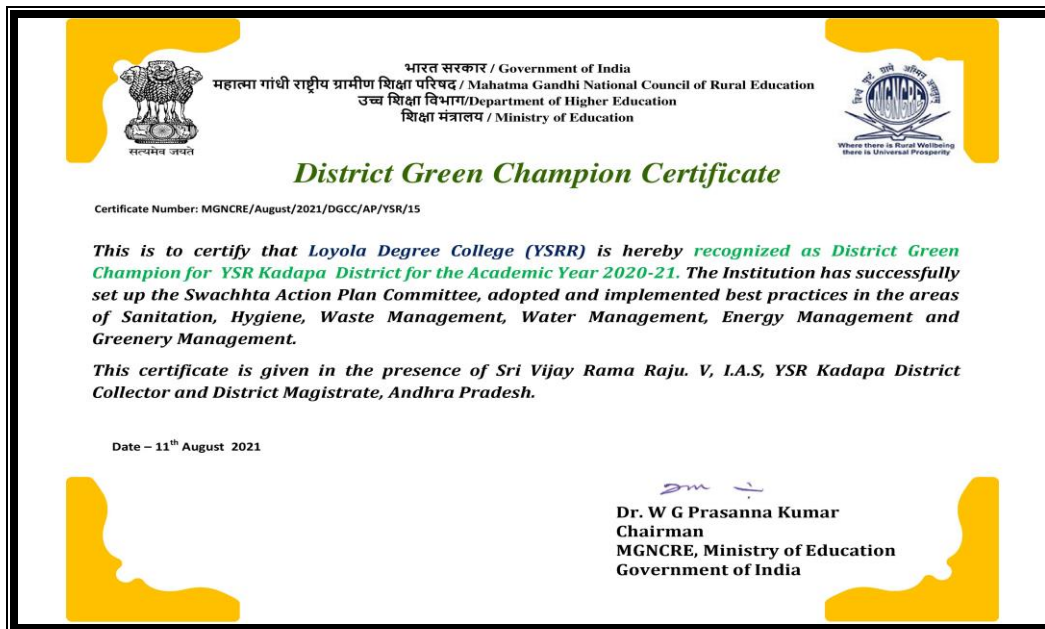 भारत सरकार / Government of India
महात्मा गांधी राष्ट्रीय ग्रामीण शिक्षा परिषद / Mahatma Gandhi National Council of Rural Education
उच्च शिक्षा विभाग/Department of Higher Education
शिक्षा मंत्रालय / Ministry of Education
सत्यमेव जयते
MGNCRE
Where there is Rural Wellbeing
there is Universal Prosperity
District Green Champion Certificate
Certificate Number: MGNCRE/August/2021/DGCC/AP/YSR/15
This is to certify that Loyola Degree College (YSRR) is hereby recognized as District Green
Champion for YSR Kadapa District for the Academic Year 2020-21. The Institution has successfully
set up the Swachhta Action Plan Committee, adopted and implemented best practices in the areas
of Sanitation, Hygiene, Waste Management, Water Management, Energy Management and
Greenery Management.
This certificate is given in the presence of Sri Vijay Rama Raju. V, I.A.S, YSR Kadapa District
Collector and District Magistrate, Andhra Pradesh.
Date – 11th August 2021
Dr. W G Prasanna Kumar
Chairman
MGNCRE, Ministry of Education
Government of India